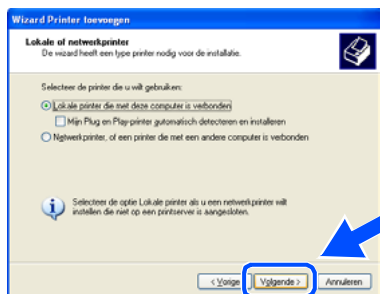 Wizard Printer toevoegen
Lokale of netwerkprinter
De wizard heeft een type printer nodig voor de installatie.
Selecteer de printer die u wilt gebruiken:
Lokale printer die met deze computer is verbonden
Mijn Plug en Play-printer automatisch detecteren en installeren
Netwerkprinter, of een printer die met een andere computer is verbonden
Selecteer de optie Lokale printer als u een netwerkprinter wilt
instellen die niet op een printserver is aangesloten.
< Vorige Volgende > Annuleren